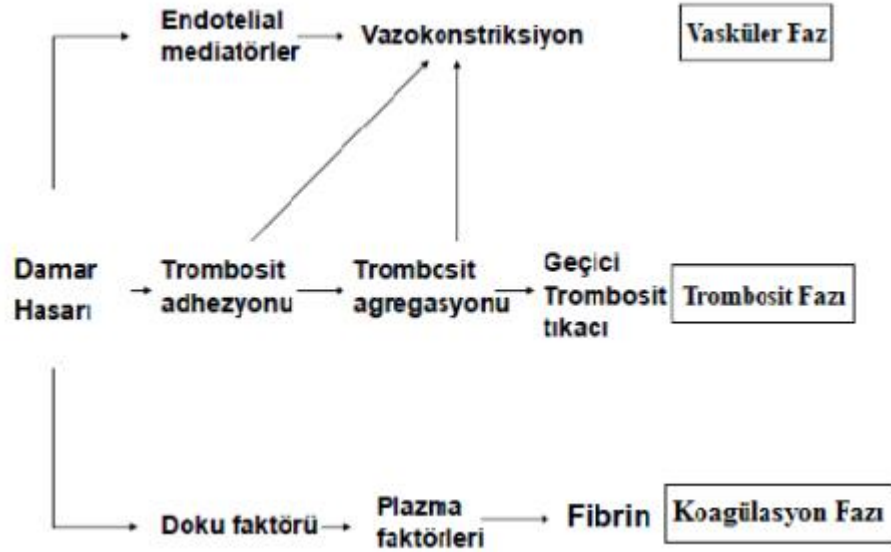 Endotelial
mediatörler
Vazokonstriksiyon
Vasküler Faz
Damar
Hasarı
Trombosit
adhezyonu
Trombosit
agregasyonu
Geçici
Trombosit
tıkacı
Trombosit Fazı
Doku faktörü
Plazma
faktörleri
Fibrin
Koagülasyon Fazı